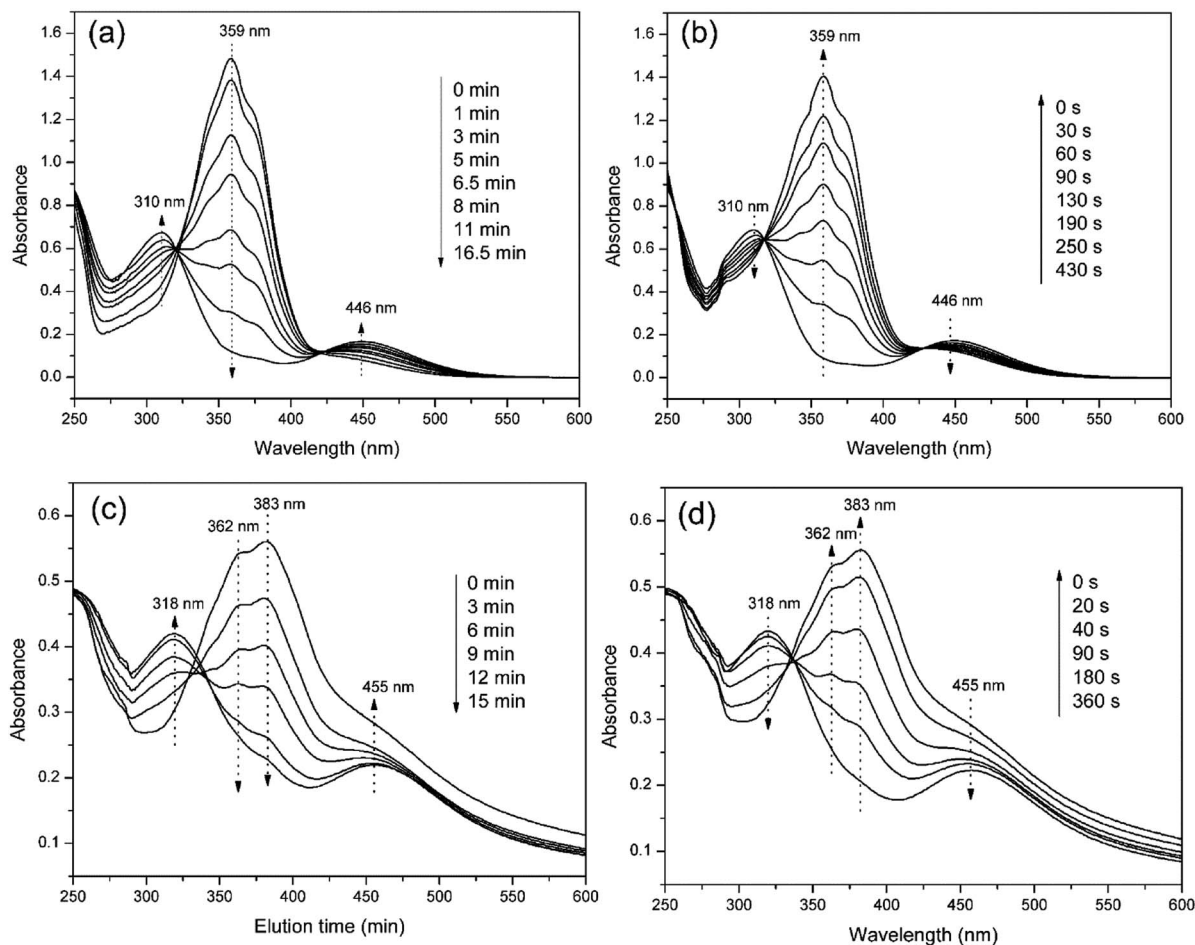 (a)
359 nm
310 nm
446 nm
0 min
1 min
3 min
5 min
6.5 min
8 min
11 min
16.5 min
Absorbance
1.6
1.4
1.2
1.0
0.8
0.6
0.4
0.2
0.0
250 300 350 400 450 500 550 600
Wavelength (nm)
(b)
359 nm
310 nm
446 nm
0 s
30 s
60 s
90 s
130 s
190 s
250 s
430 s
Absorbance
1.6
1.4
1.2
1.0
0.8
0.6
0.4
0.2
0.0
250 300 350 400 450 500 550 600
Wavelength (nm)
(c)
383 nm
362 nm
318 nm
455 nm
0 min
3 min
6 min
9 min
12 min
15 min
Absorbance
0.6
0.5
0.4
0.3
0.2
0.1
250 300 350 400 450 500 550 600
Elution time (min)
(d)
383 nm
362 nm
318 nm
455 nm
0 s
20 s
40 s
90 s
180 s
360 s
Absorbance
0.6
0.5
0.4
0.3
0.2
0.1
250 300 350 400 450 500 550 600
Wavelength (nm)